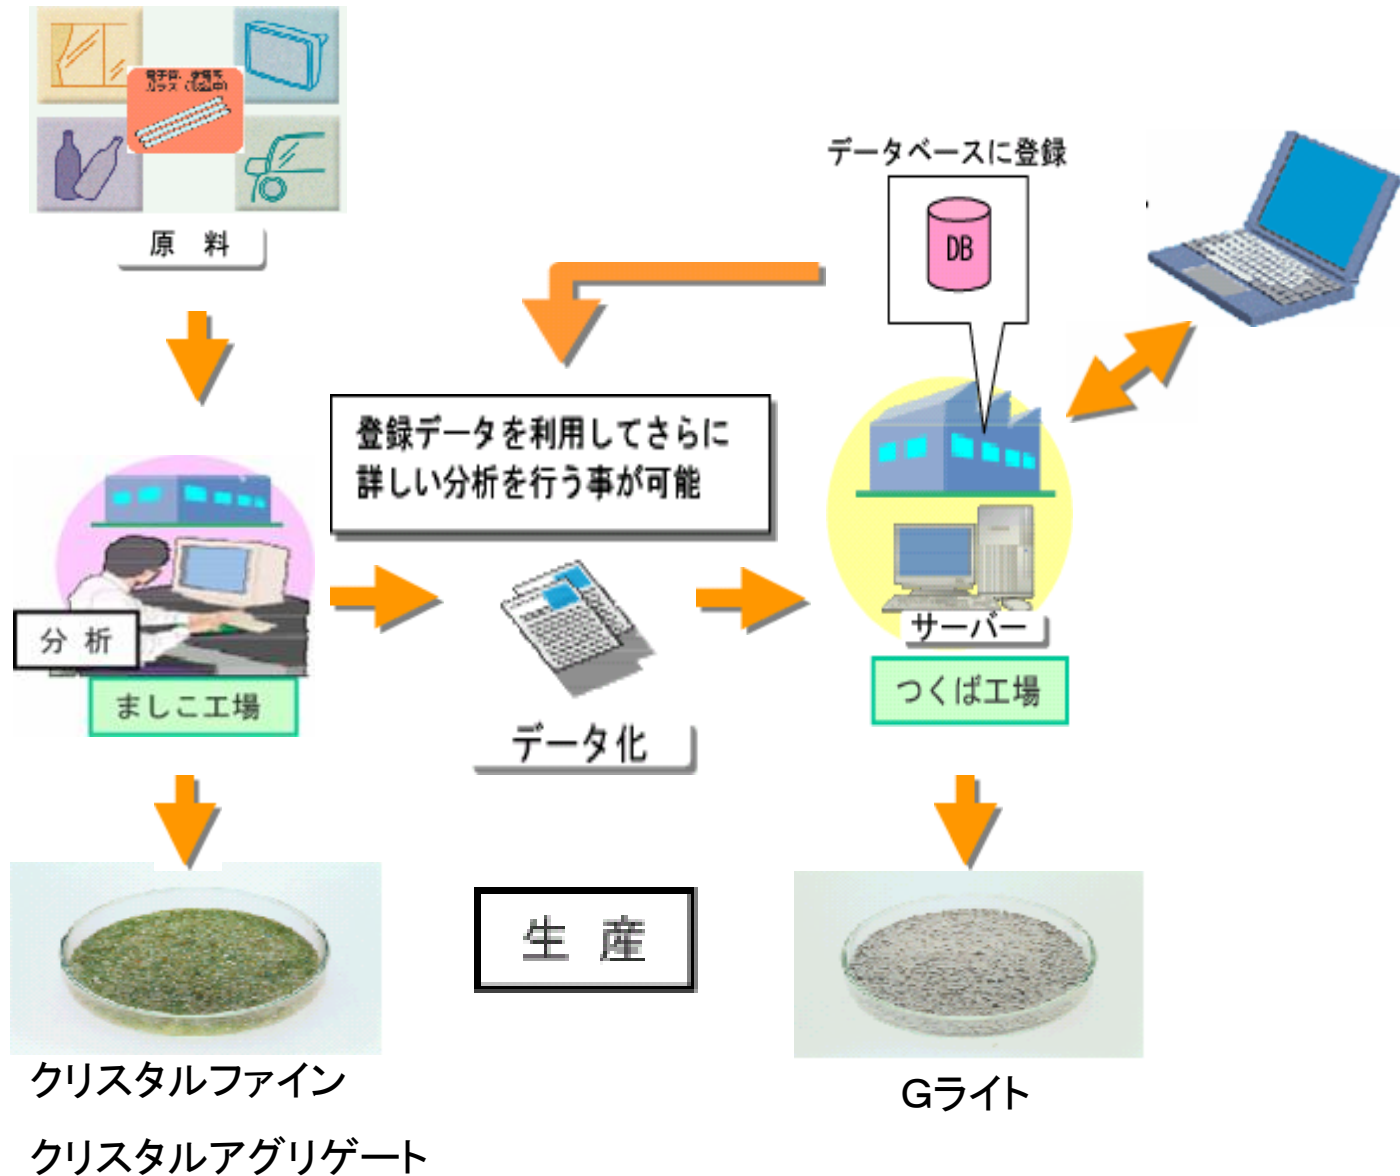 原 料
データベースに登録
DB
登録データを利用してさらに
詳しい分析を行う事が可能
分 析
ましこ工場
データ化
サーバー
つくば工場
生 産
クリスタルファイン
クリスタルアグリゲート
Gライト